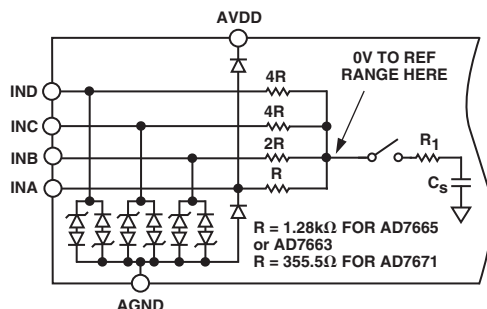 AVDD
0V TO REF
RANGE HERE
IND
4R
INC
4R
INB
2R
R1
INA
R
CS
R = 1.28kΩ FOR AD7665
or AD7663
R = 355.5Ω FOR AD7671
AGND